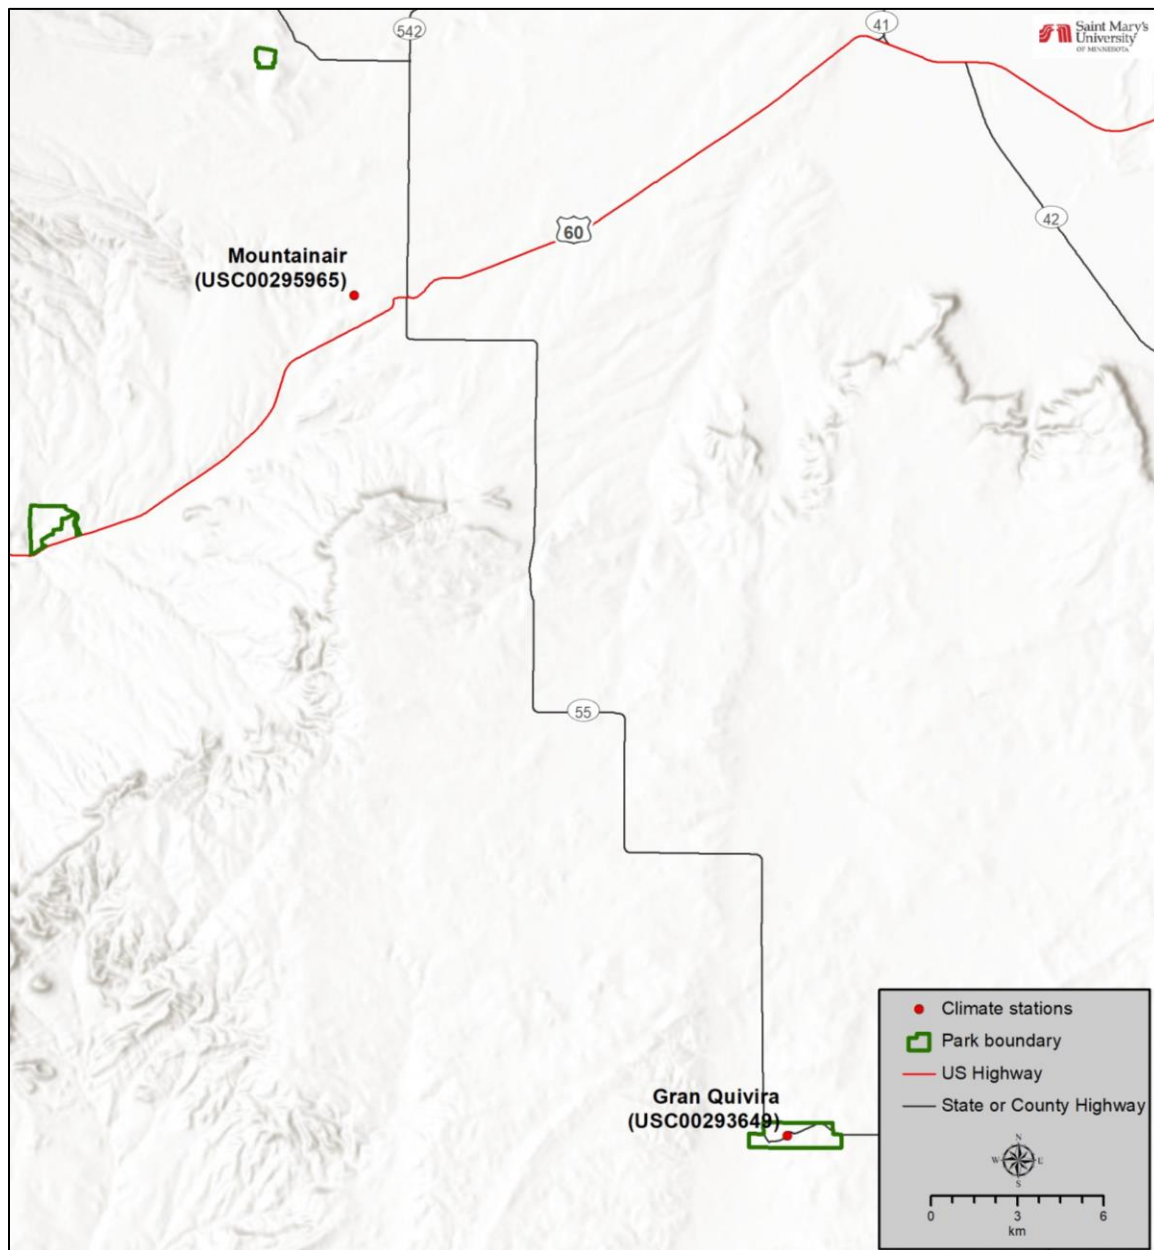 542
41
Saint Mary's
University
OF MINNESOTA
60
42
Mountainair
(USC00295965)
55
Gran Quivira
(USC00293649)
Climate stations
Park boundary
US Highway
State or County Highway
N
W E
S
0 3 6
km